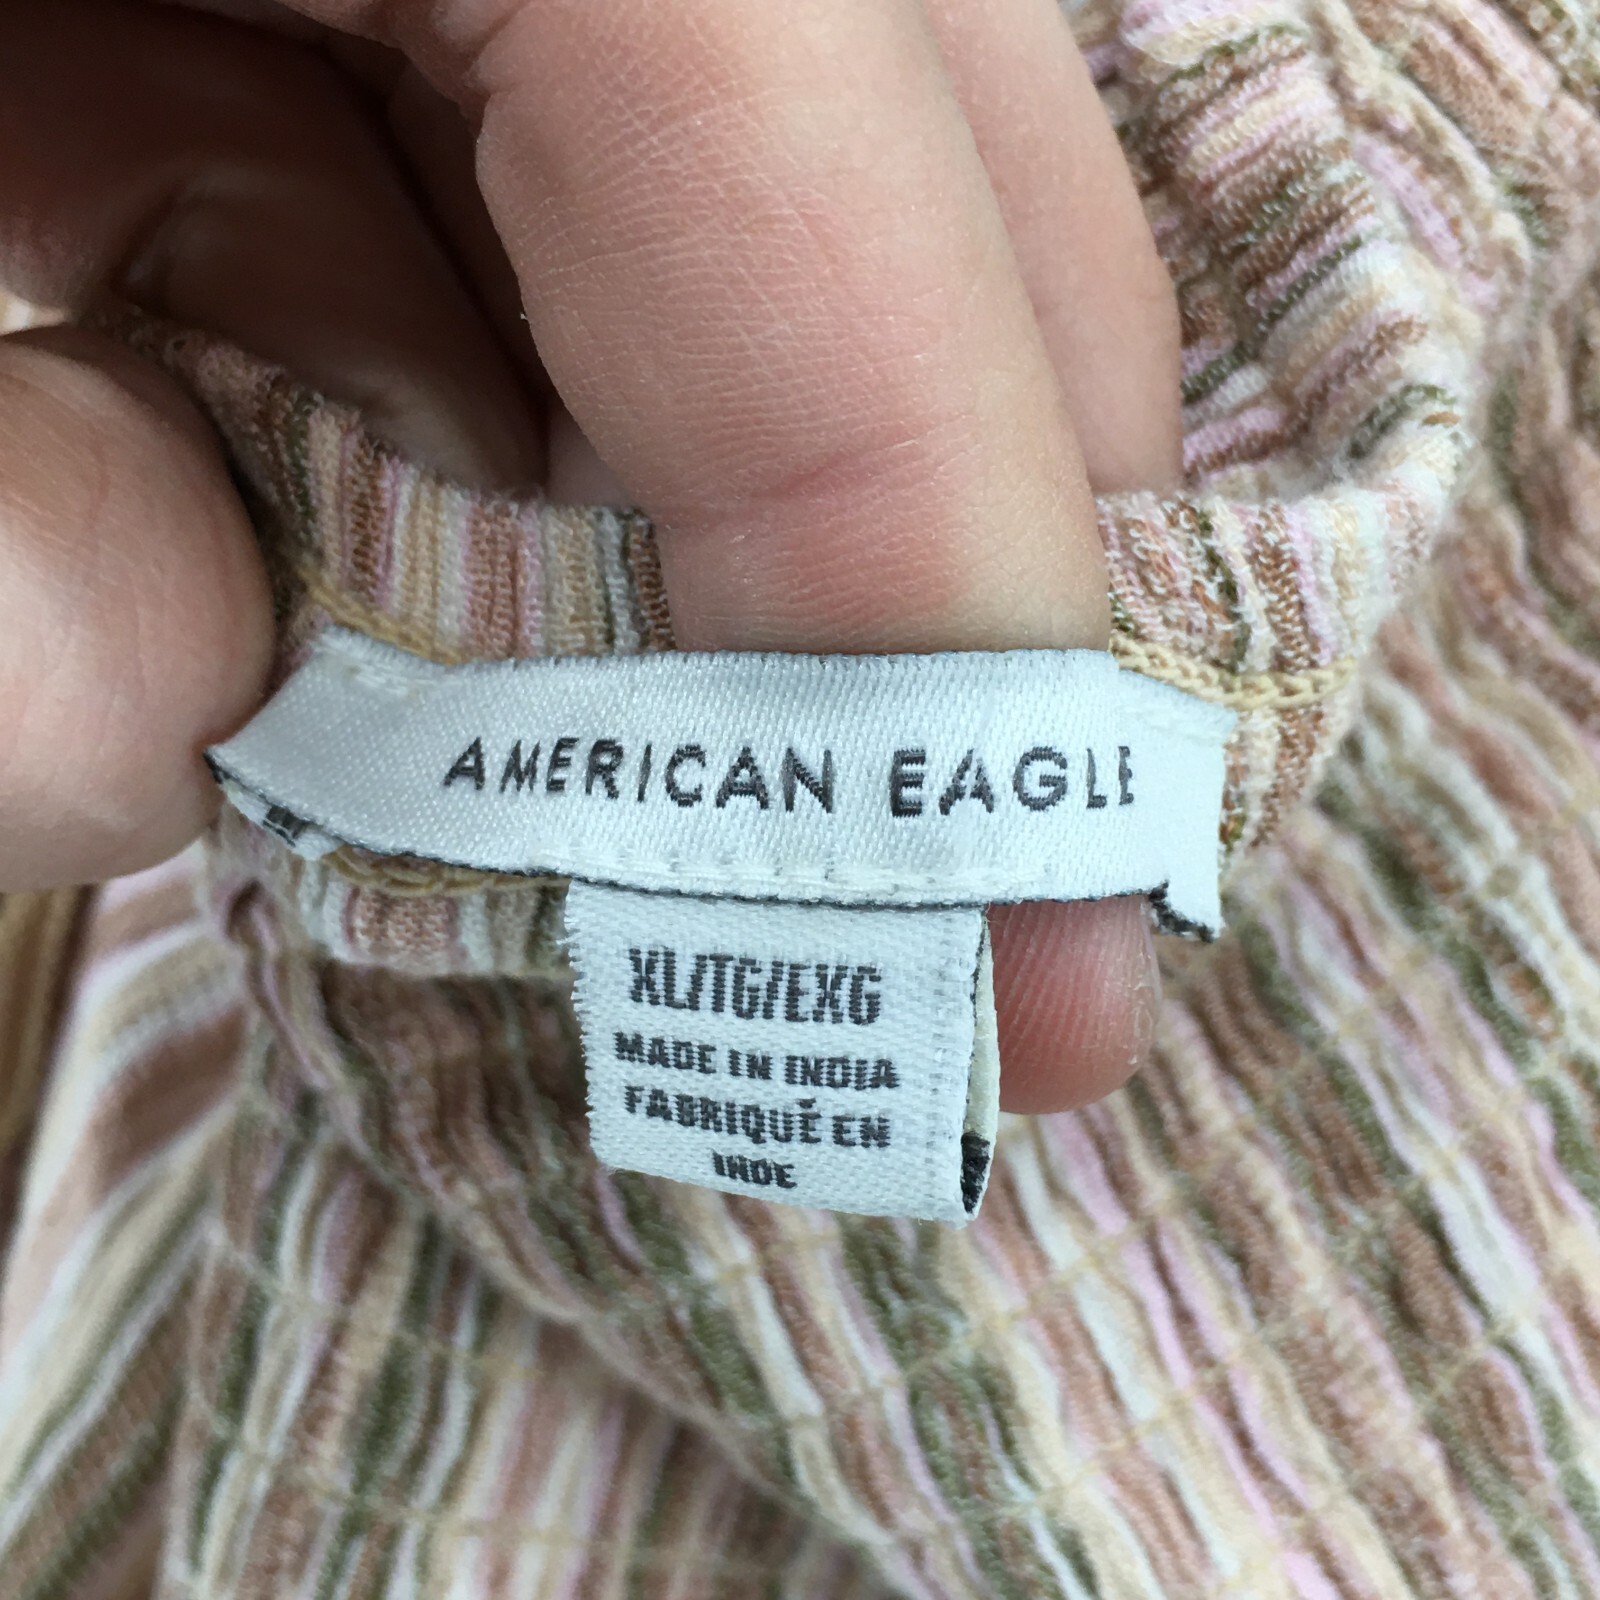 AMERICAN EAGLE
XL/TG/EXG
MADE IN INDIA
FABRIQUÉ EN
INDE